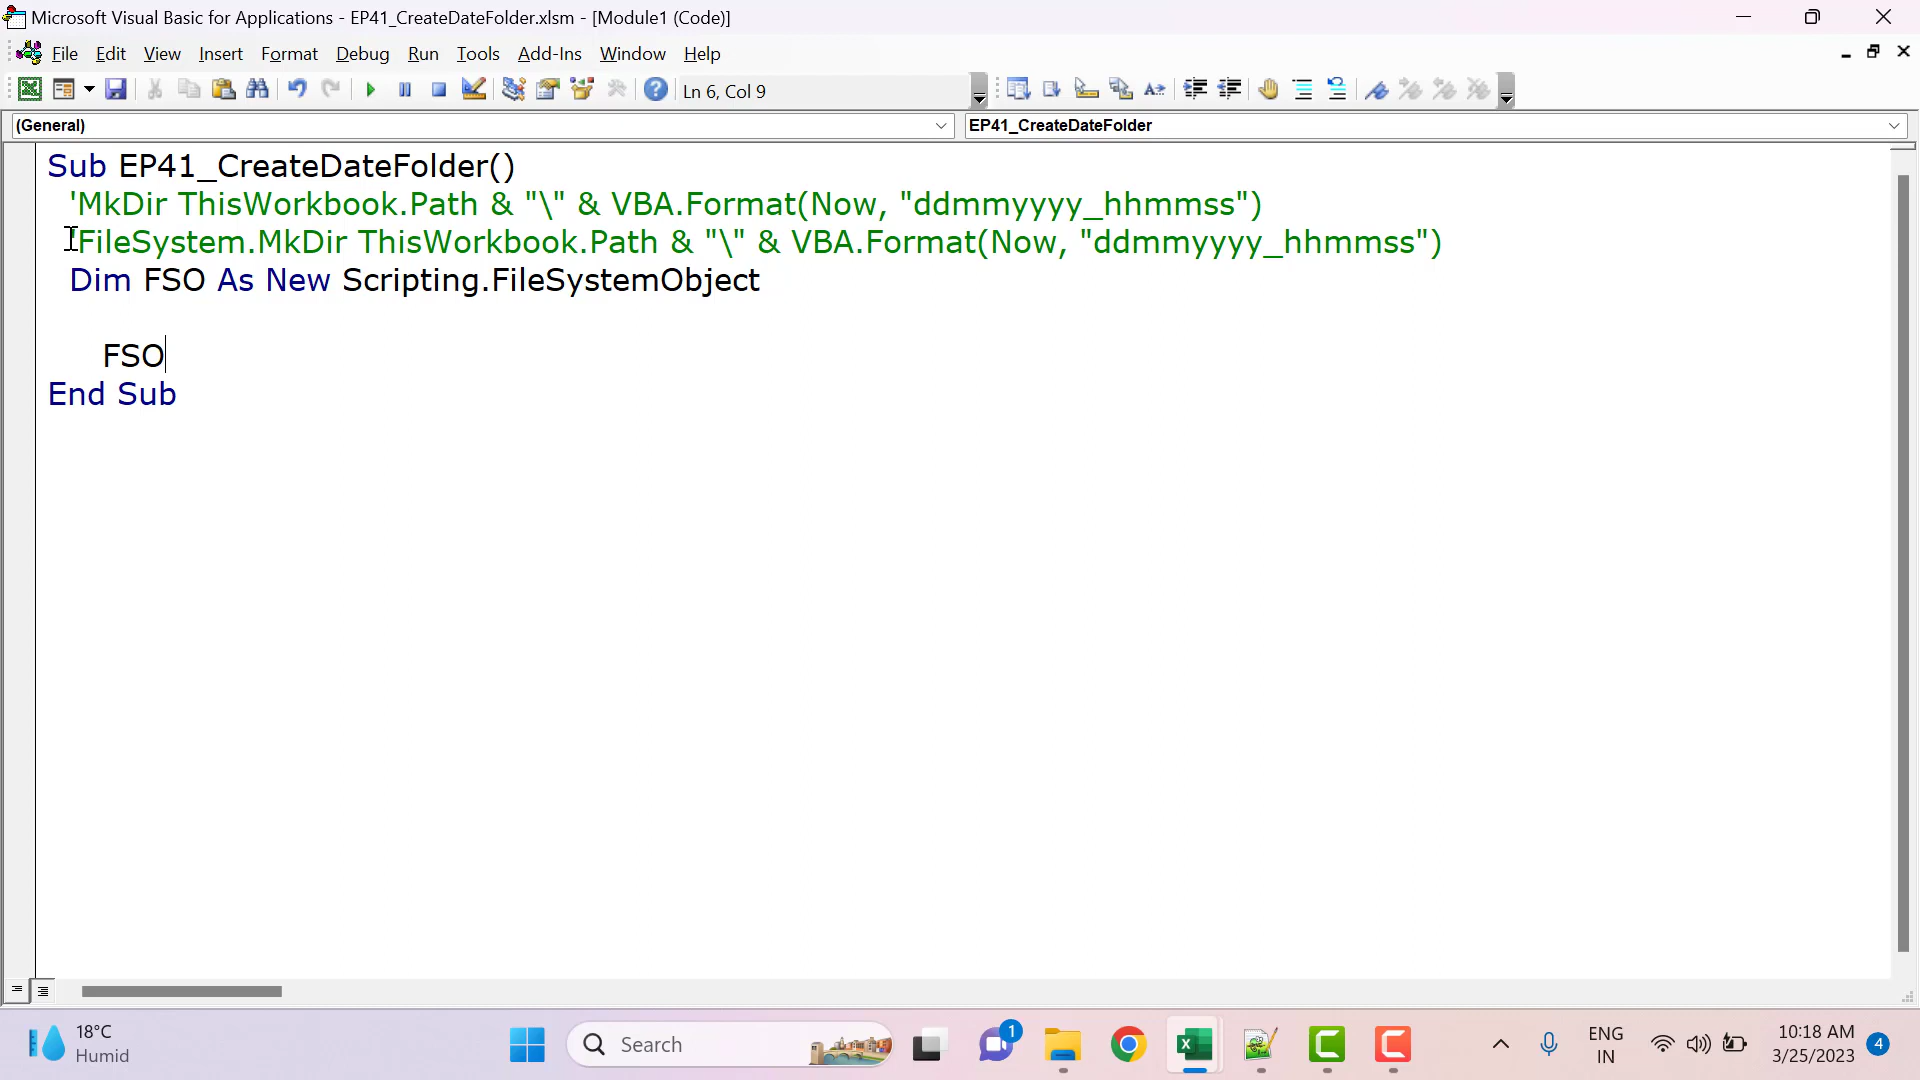 Microsoft Visual Basic for Applications - EP41_CreateDateFolder.xlsm - [Module1 (Code)]
File Edit View Insert Format Debug Run Tools Add-Ins Window Help
Ln 6, Col 9
(General) EP41_CreateDateFolder
Sub EP41_CreateDateFolder()
'MkDir ThisWorkbook.Path & "\" & VBA.Format(Now, "ddmmyyyy_hhmmss")
'FileSystem.MkDir ThisWorkbook.Path & "\" & VBA.Format(Now, "ddmmyyyy_hhmmss")
Dim FSO As New Scripting.FileSystemObject
FSO
End Sub
18°C
Humid
Search
1
ENG
IN
10:18 AM
3/25/2023
4